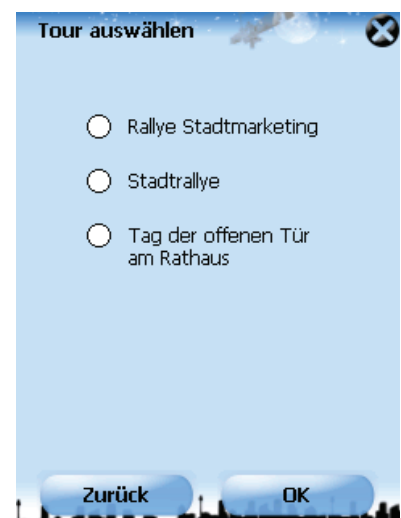 Tour auswählen
Rallye Stadtmarketing
Stadtrallye
Tag der offenen Tür
am Rathaus
Zurück OK